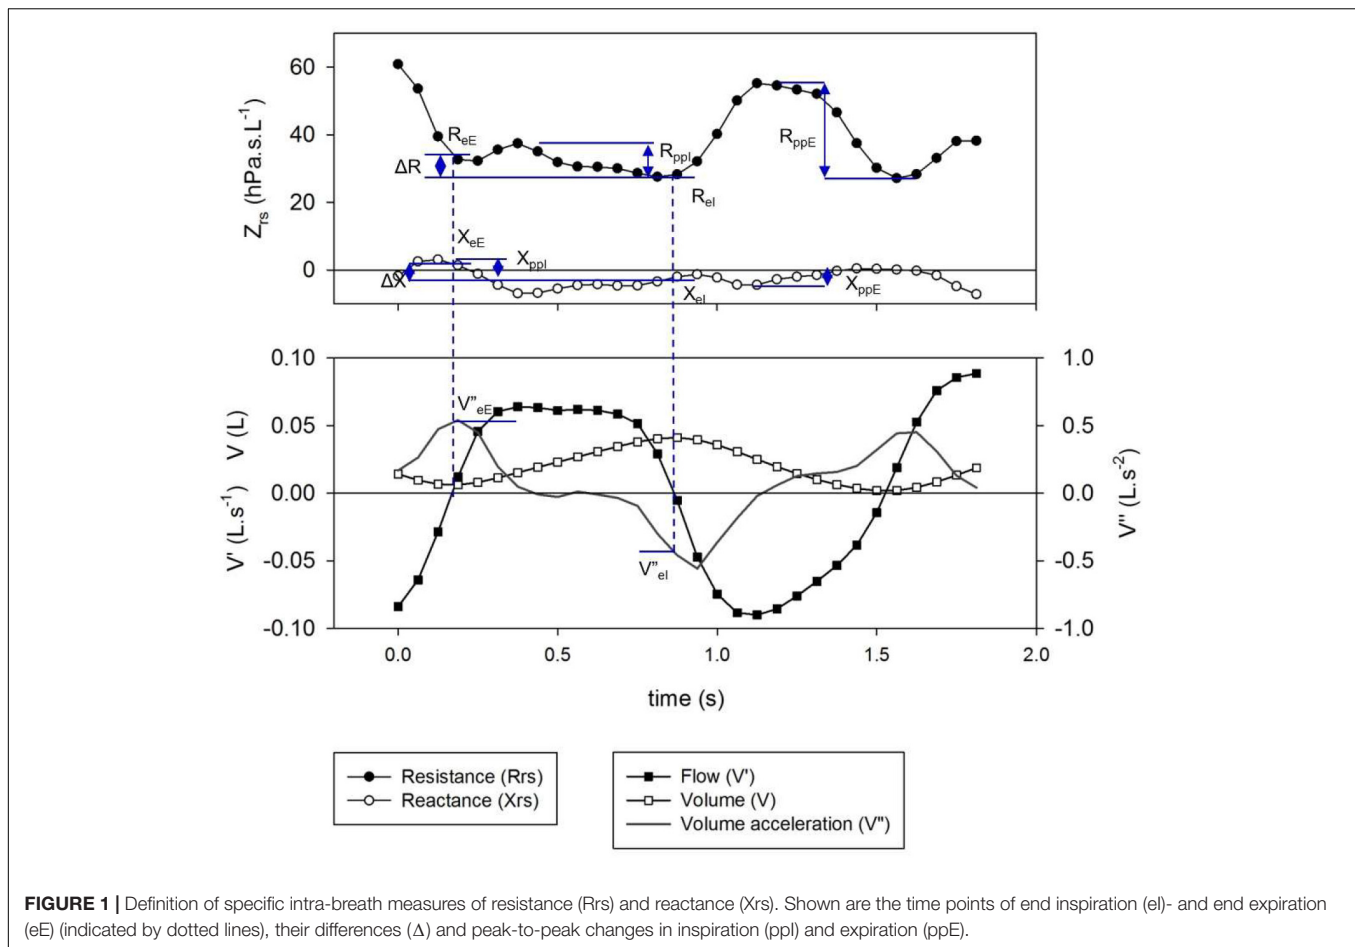 60
40
20
0
Zrs (hPa.s.L-1)
ReE
ΔR
RppI
ReI
RppE
XeE
XppI
ΔX
XeI
XppE
0.10
0.05
0.00
-0.05
-0.10
V' (L.s-1) V (L)
V"eE
V"eI
1.0
0.5
0.0
-0.5
-1.0
V" (L.s-2)
0.0 0.5 1.0 1.5 2.0
time (s)
Resistance (Rrs)
Reactance (Xrs)
Flow (V')
Volume (V)
Volume acceleration (V")
FIGURE 1 | Definition of specific intra-breath measures of resistance (Rrs) and reactance (Xrs). Shown are the time points of end inspiration (eI)- and end expiration
(eE) (indicated by dotted lines), their differences (Δ) and peak-to-peak changes in inspiration (ppI) and expiration (ppE).